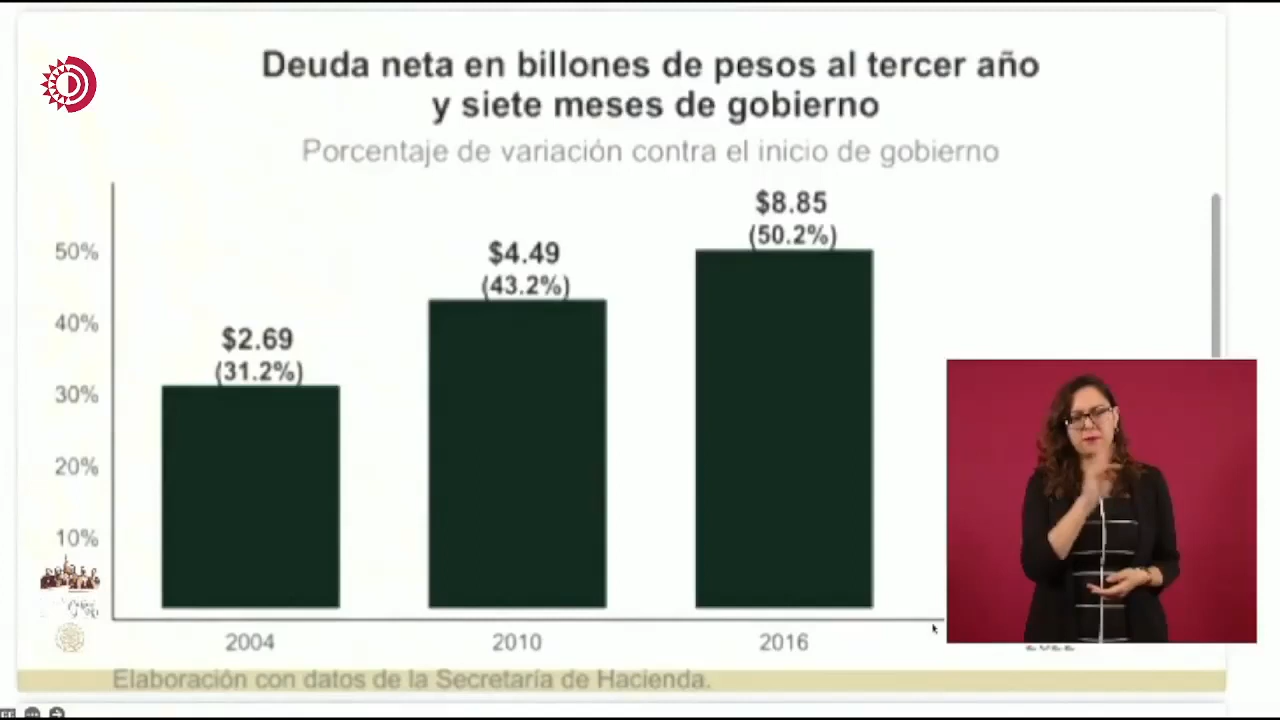 Deuda neta en billones de pesos al tercer año
y siete meses de gobierno
Porcentaje de variación contra el inicio de gobierno
$8.85
(50.2%)
50%
$4.49
(43.2%)
40%
$2.69
(31.2%)
30%
20%
10%
2004 2010 2016
Elaboración con datos de la Secretaría de Hacienda.